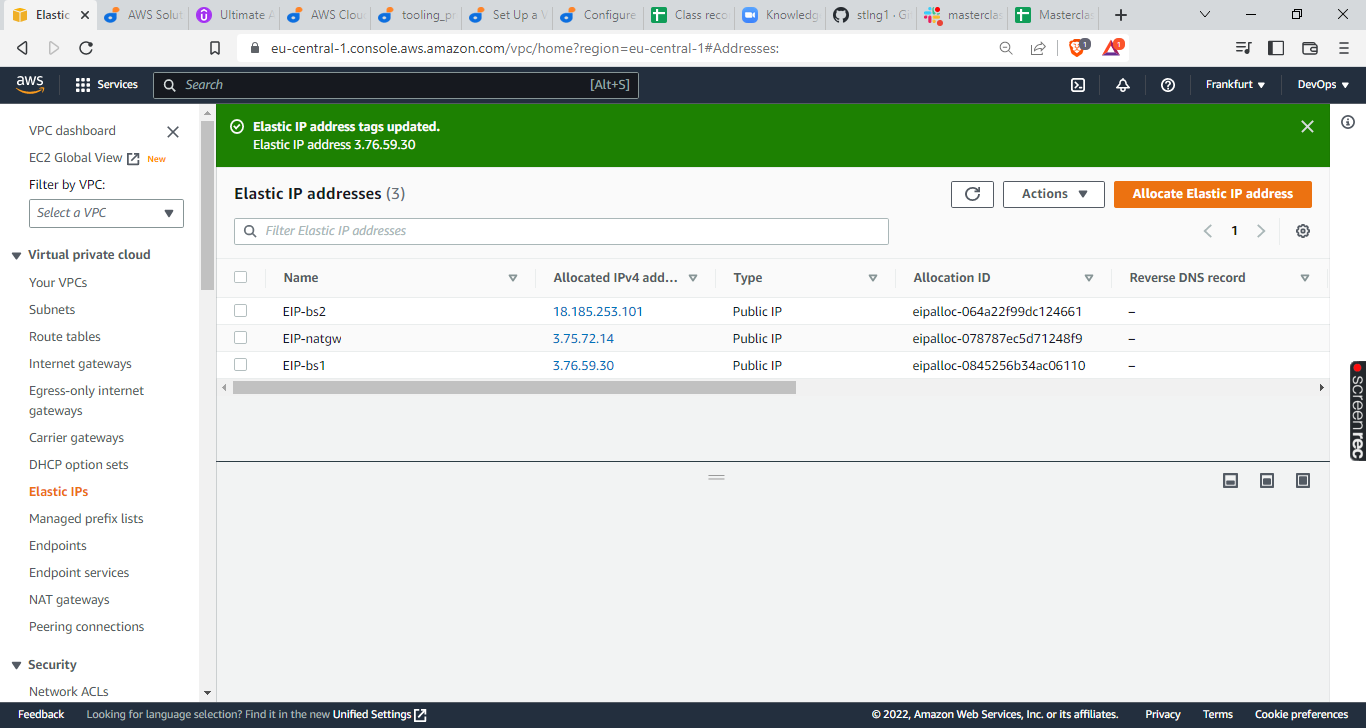 Elastic
AWS Solut
Ultimate A
AWS Clou
tooling_pr
Set Up a V
Configure
Class reco
Knowledg
stlng1 · Gi
masterclas
Masterclas
eu-central-1.console.aws.amazon.com/vpc/home?region=eu-central-1#Addresses:
1
1
aws
Services
Search
[Alt+S]
Frankfurt
DevOps
VPC dashboard
EC2 Global View
New
Filter by VPC:
Select a VPC
Virtual private cloud
Your VPCs
Subnets
Route tables
Internet gateways
Egress-only internet
gateways
Carrier gateways
DHCP option sets
Elastic IPs
Managed prefix lists
Endpoints
Endpoint services
NAT gateways
Peering connections
Security
Network ACLs
Elastic IP address tags updated.
Elastic IP address 3.76.59.30
Elastic IP addresses (3)
Actions
Allocate Elastic IP address
Filter Elastic IP addresses
1
Name Allocated IPv4 add... Type Allocation ID Reverse DNS record
EIP-bs2 18.185.253.101 Public IP eipalloc-064a22f99dc124661 –
EIP-natgw 3.75.72.14 Public IP eipalloc-078787ec5d71248f9 –
EIP-bs1 3.76.59.30 Public IP eipalloc-0845256b34ac06110 –
screenrec
Feedback
Looking for language selection? Find it in the new Unified Settings
© 2022, Amazon Web Services, Inc. or its affiliates.
Privacy
Terms
Cookie preferences